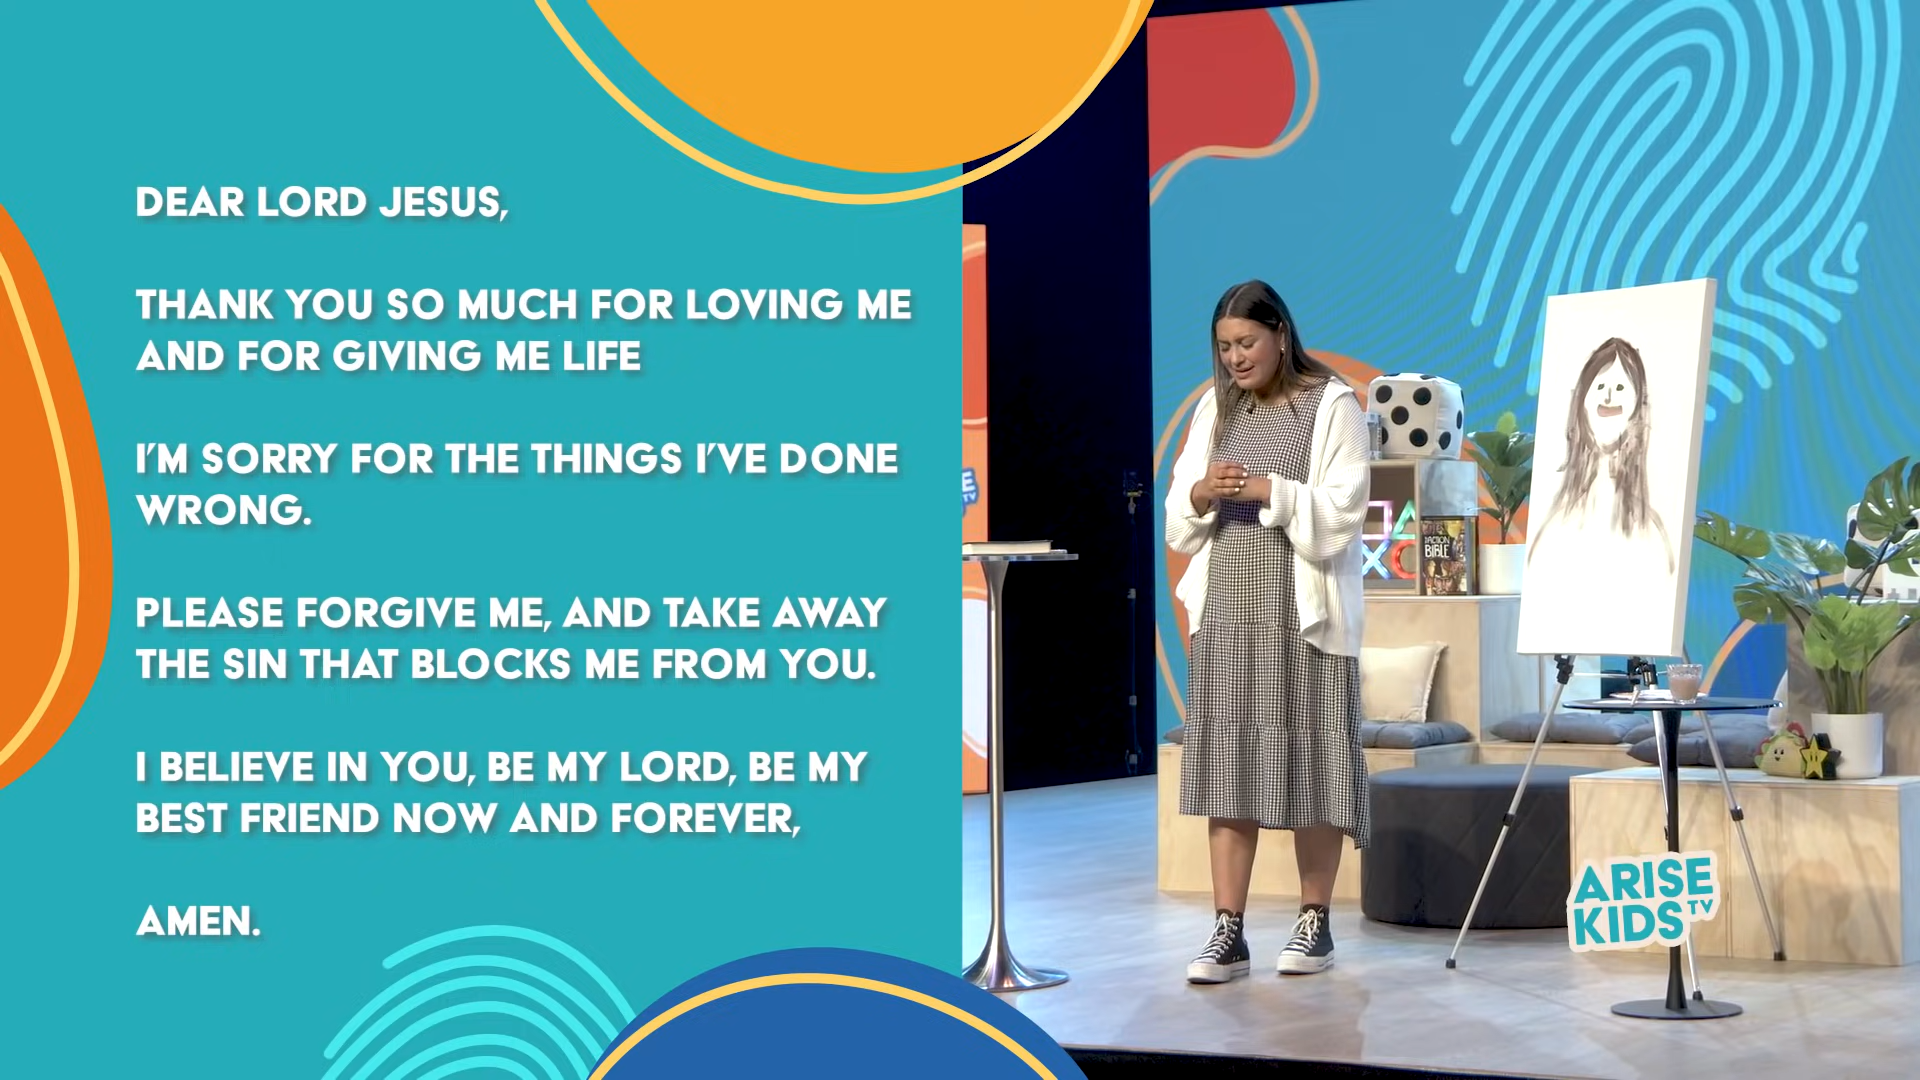 DEAR LORD JESUS,
THANK YOU SO MUCH FOR LOVING ME
AND FOR GIVING ME LIFE
I'M SORRY FOR THE THINGS I'VE DONE
WRONG.
PLEASE FORGIVE ME, AND TAKE AWAY
THE SIN THAT BLOCKS ME FROM YOU.
I BELIEVE IN YOU, BE MY LORD, BE MY
BEST FRIEND NOW AND FOREVER,
AMEN.
ACTION
BIBLE
ARISE
KIDS TV